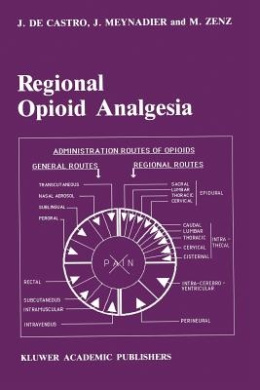 J. DE CASTRO, J. MEYNADIER and M. ZENZ
Regional
Opioid Analgesia
ADMINISTRATION ROUTES OF OPIOIDS
GENERAL ROUTES
REGIONAL ROUTES
TRANSCUTANEOUS
NASAL AEROSOL
SUBLINGUAL
PERORAL
RECTAL
SUBCUTANEOUS
INTRAMUSCULAR
INTRAVENOUS
SACRAL
LUMBAR
THORACIC
CERVICAL
EPIDURAL
CAUDAL
LUMBAR
THORACIC
CERVICAL
CISTERNAL
INTRA-
THECAL
INTRA-CEREBRO-
VENTRICULAR
PERINEURAL
PAIN
KLUWER ACADEMIC PUBLISHERS